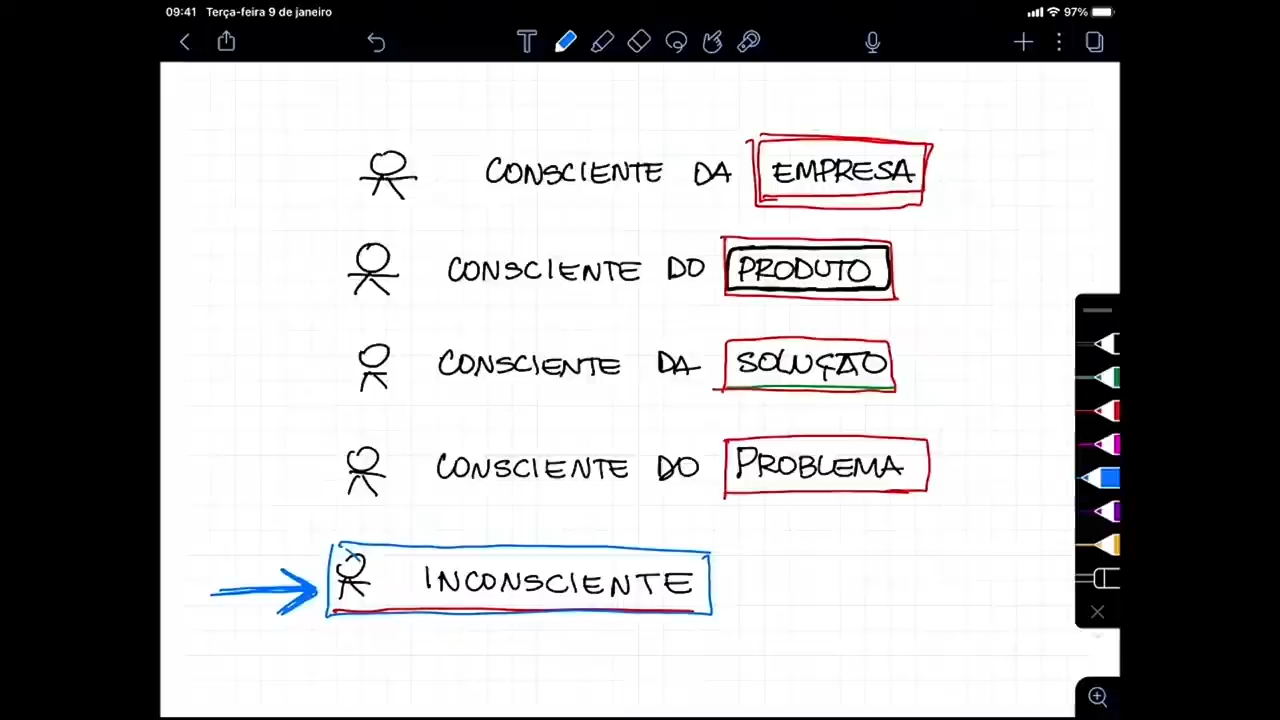 09:41 Terça-feira 9 de janeiro 97%
CONSCIENTE DA EMPRESA
CONSCIENTE DO PRODUTO
CONSCIENTE DA SOLUÇÃO
CONSCIENTE DO PROBLEMA
INCONSCIENTE